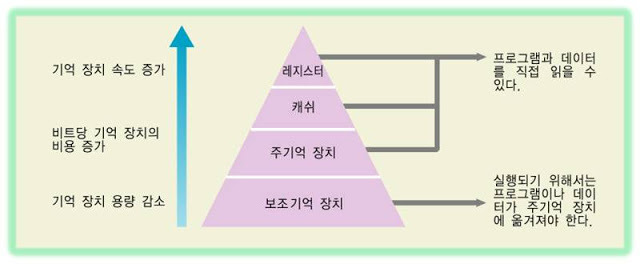 기억 장치 속도 증가
비트당 기억 장치의
비용 증가
기억 장치 용량 감소
레지스터
캐쉬
주기억 장치
보조기억 장치
프로그램과 데이터
를 직접 읽을 수
있다.
실행되기 위해서는
프로그램이나 데이
터가 주기억 장치
에 옮겨져야 한다.